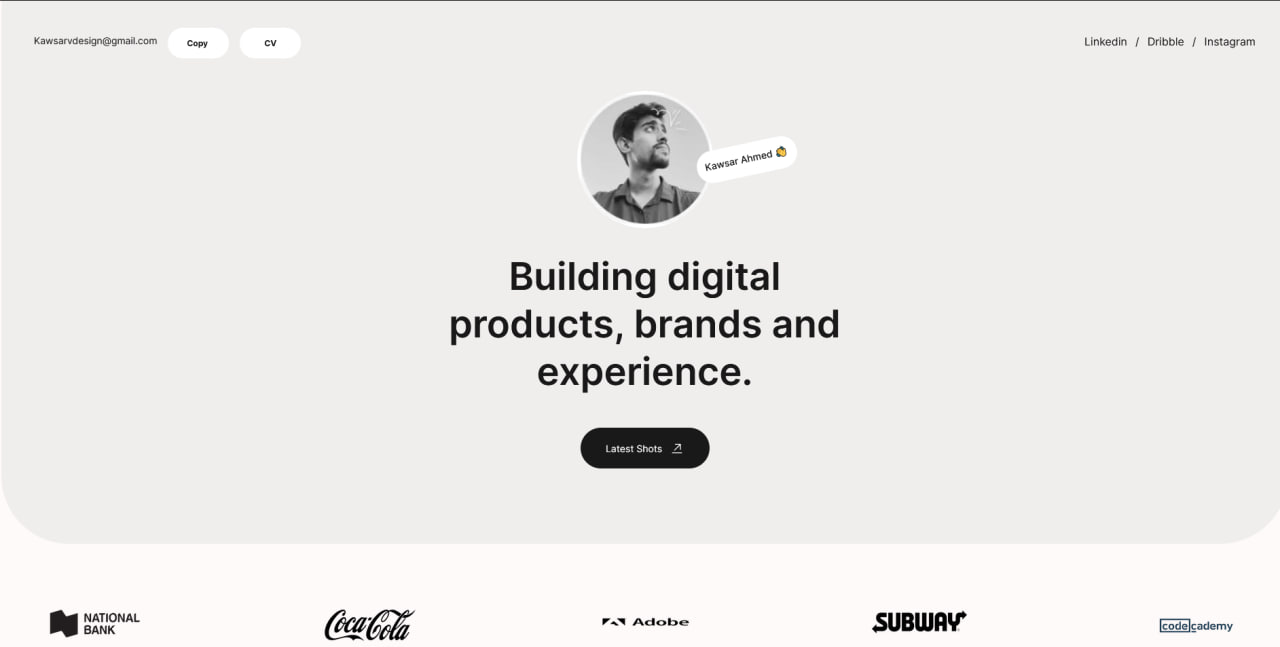 Kawsarvdesign@gmail.com Copy CV Linkedin / Dribble / Instagram
Kawsar Ahmed 👏
Building digital
products, brands and
experience.
Latest Shots
NATIONAL
BANK
Coca-Cola
Adobe
SUBWAY
codecademy